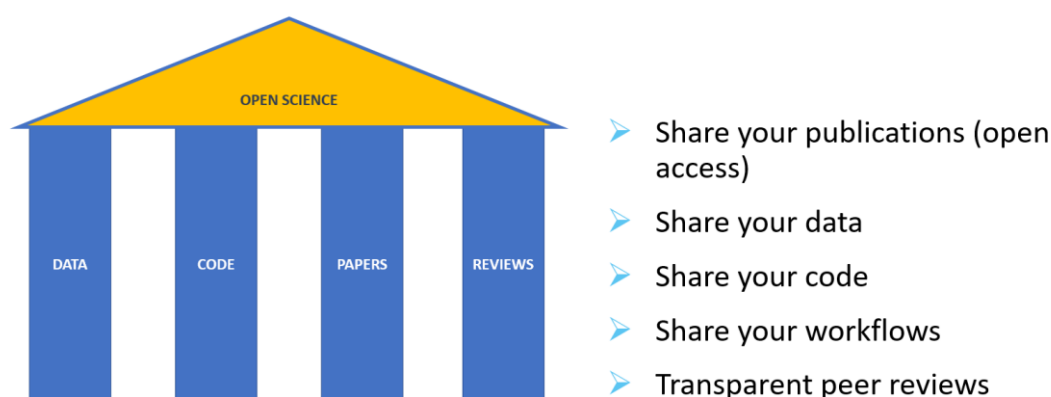 OPEN SCIENCE
DATA
CODE
PAPERS
REVIEWS
Share your publications (open
access)
Share your data
Share your code
Share your workflows
Transparent peer reviews